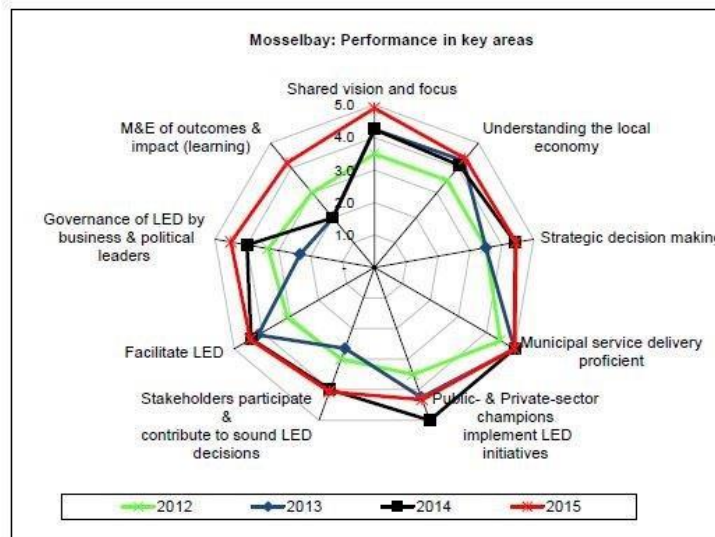 Mosselbay: Performance in key areas
Shared vision and focus
5.0
4.0
3.0
2.0
1.0
-
Understanding the local
economy
Strategic decision making
Municipal service delivery
proficient
Public- & Private-sector
champions
implement LED
initiatives
Stakeholders participate
&
contribute to sound LED
decisions
Facilitate LED
Governance of LED by
business & political
leaders
M&E of outcomes &
impact (learning)
2012
2013
2014
2015